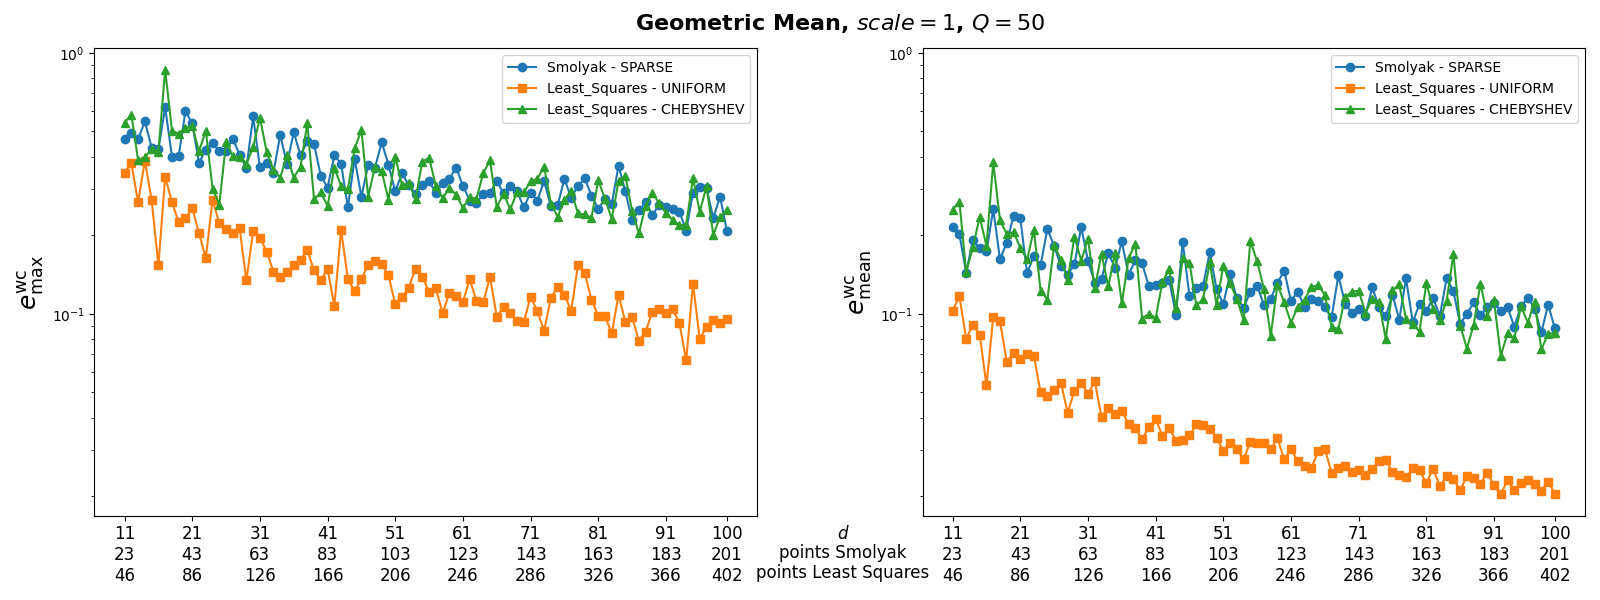 Geometric Mean, scale = 1, Q = 50
10⁰
10⁻¹
e^wc_max
Smolyak - SPARSE
Least_Squares - UNIFORM
Least_Squares - CHEBYSHEV
11 21 31 41 51 61 71 81 91 100
23 43 63 83 103 123 143 163 183 201
46 86 126 166 206 246 286 326 366 402
d
points Smolyak
points Least Squares
10⁰
10⁻¹
e^wc_mean
Smolyak - SPARSE
Least_Squares - UNIFORM
Least_Squares - CHEBYSHEV
11 21 31 41 51 61 71 81 91 100
23 43 63 83 103 123 143 163 183 201
46 86 126 166 206 246 286 326 366 402